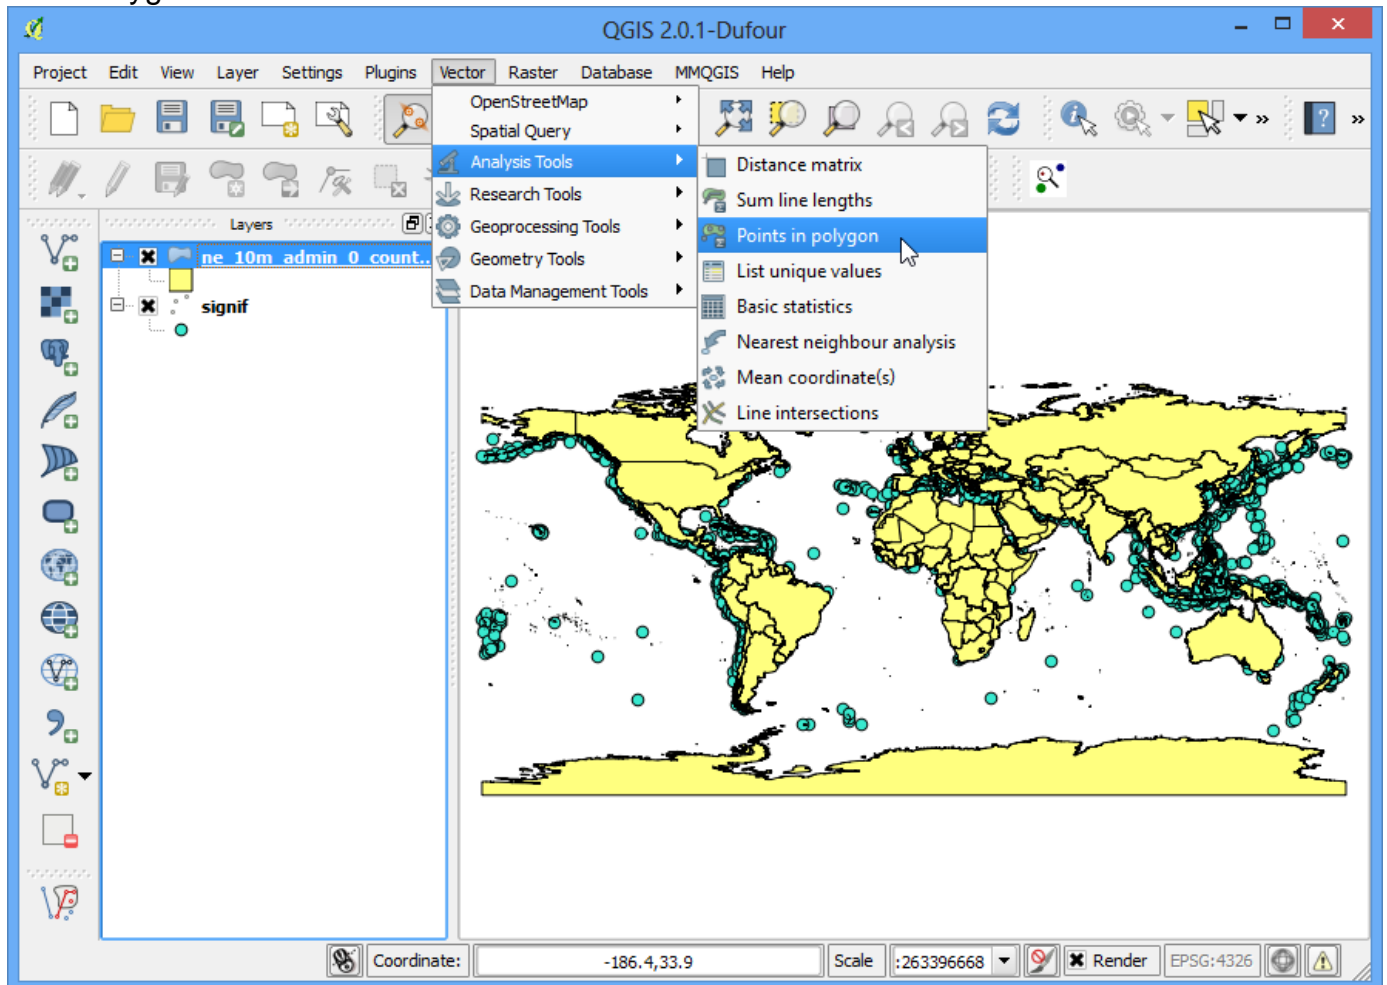 QGIS 2.0.1-Dufour
Project Edit View Layer Settings Plugins Vector Raster Database MMQGIS Help
OpenStreetMap
Spatial Query
Analysis Tools
Research Tools
Geoprocessing Tools
Geometry Tools
Data Management Tools
Distance matrix
Sum line lengths
Points in polygon
List unique values
Basic statistics
Nearest neighbour analysis
Mean coordinate(s)
Line intersections
Layers
ne_10m_admin_0_count...
signif
Coordinate: -186.4,33.9 Scale :263396668 Render EPSG:4326